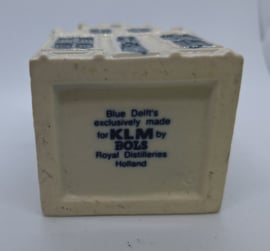 Blue Delft's
exclusively made
for KLM by
BOLS
Royal Distilleries
Holland